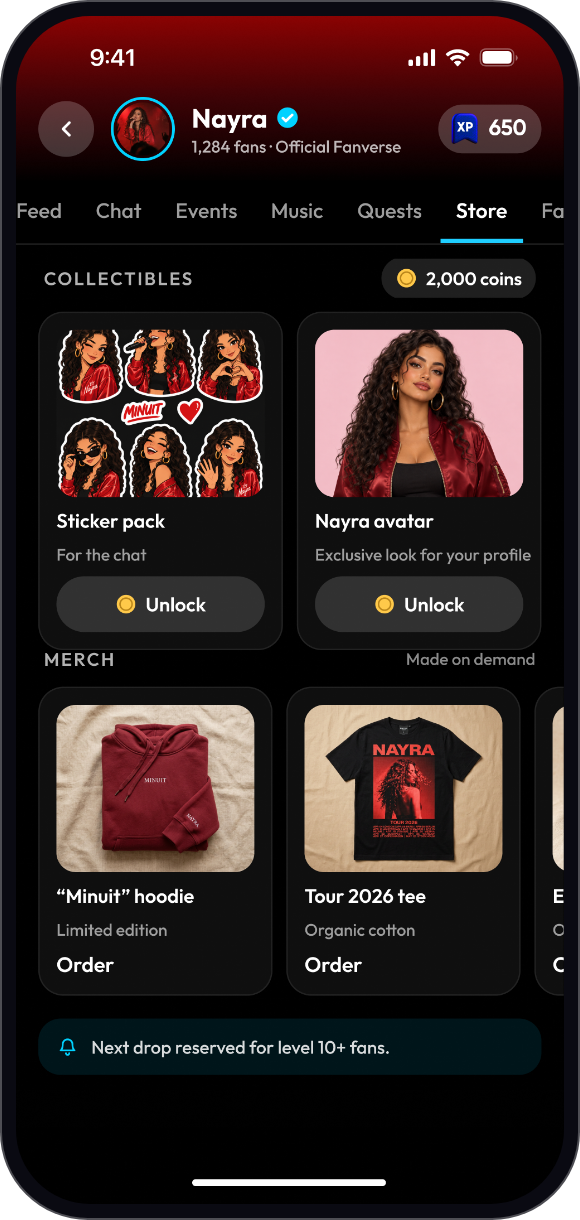 9:41
Nayra
XP 650
1,284 fans · Official Fanverse
Feed Chat Events Music Quests Store Fa
COLLECTIBLES
2,000 coins
MINUIT
Sticker pack
For the chat
Unlock
Nayra avatar
Exclusive look for your profile
Unlock
MERCH
Made on demand
MINUIT
“Minuit” hoodie
Limited edition
Order
NAYRA
TOUR 2026
Tour 2026 tee
Organic cotton
Order
Next drop reserved for level 10+ fans.